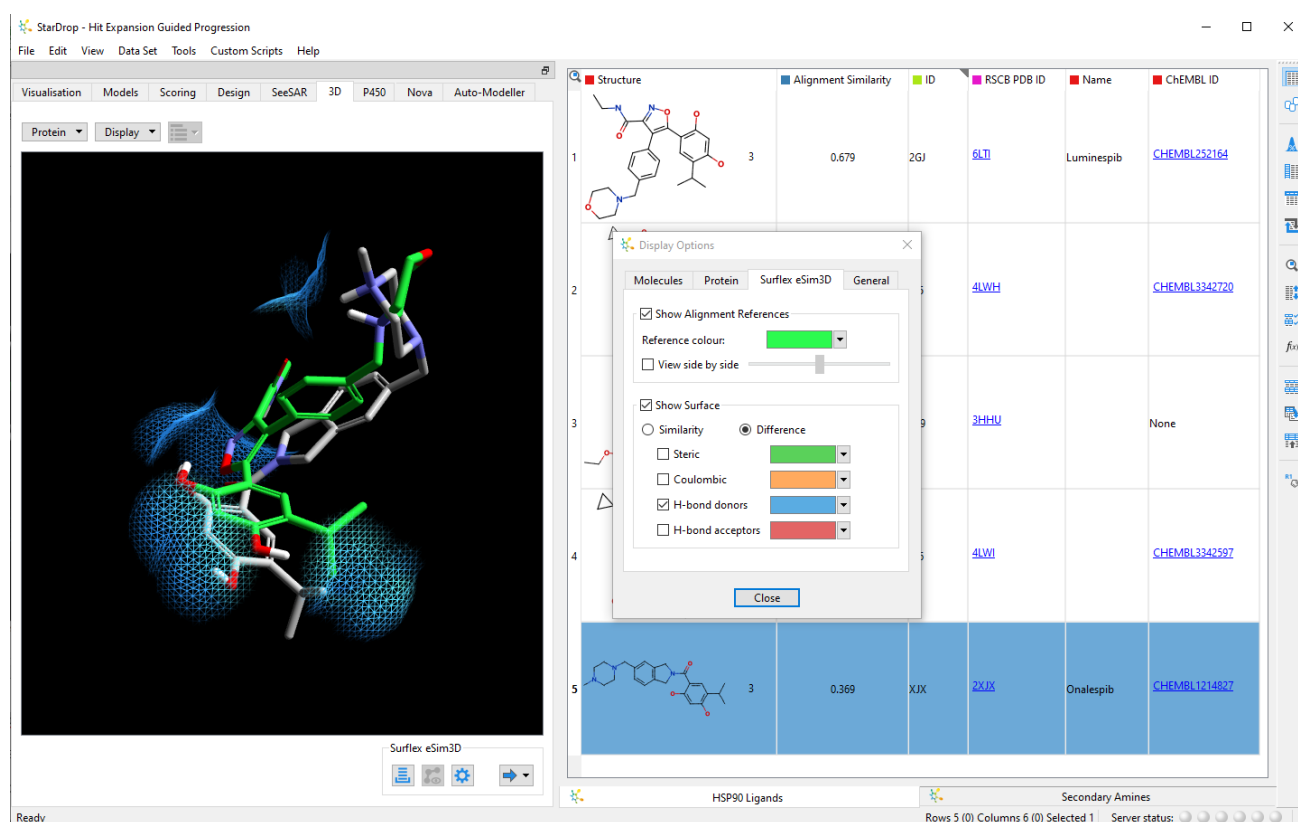 StarDrop - Hit Expansion Guided Progression
File Edit View Data Set Tools Custom Scripts Help
Visualisation Models Scoring Design SeeSAR 3D P450 Nova Auto-Modeller
Protein Display
Structure Alignment Similarity ID RSCB PDB ID Name ChEMBL ID
1 3 0.679 2GJ 6LTI Luminespib CHEMBL252164
2 4LWH CHEMBL3342720
3 3HHU None
4 4LWI CHEMBL3342597
5 3 0.369 XJX 2XJX Onalespib CHEMBL1214827
Display Options
Molecules Protein Surflex eSim3D General
Show Alignment References
Reference colour:
View side by side
Show Surface
Similarity Difference
Steric
Coulombic
H-bond donors
H-bond acceptors
Close
Surflex eSim3D
HSP90 Ligands Secondary Amines
Ready Rows 5 (0) Columns 6 (0) Selected 1 Server status: